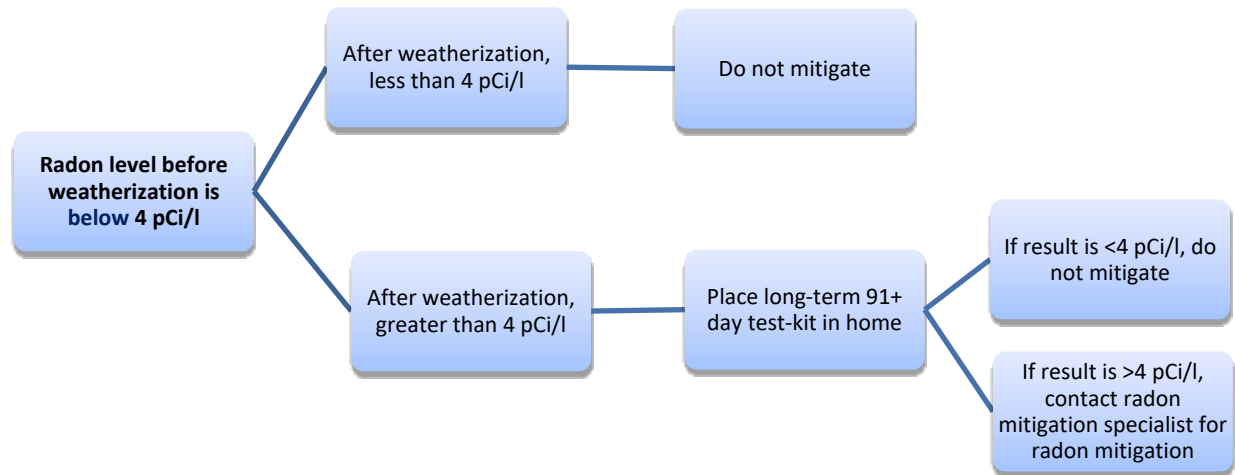 After weatherization,
less than 4 pCi/l
Do not mitigate
Radon level before
weatherization is
below 4 pCi/l
After weatherization,
greater than 4 pCi/l
Place long-term 91+
day test-kit in home
If result is <4 pCi/l, do
not mitigate
If result is >4 pCi/l,
contact radon
mitigation specialist for
radon mitigation